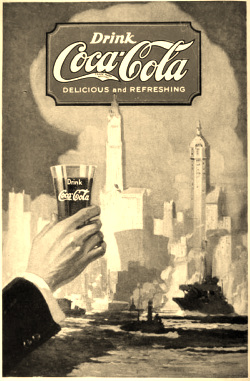 Drink
Coca-Cola
DELICIOUS and REFRESHING
Drink
Coca-Cola